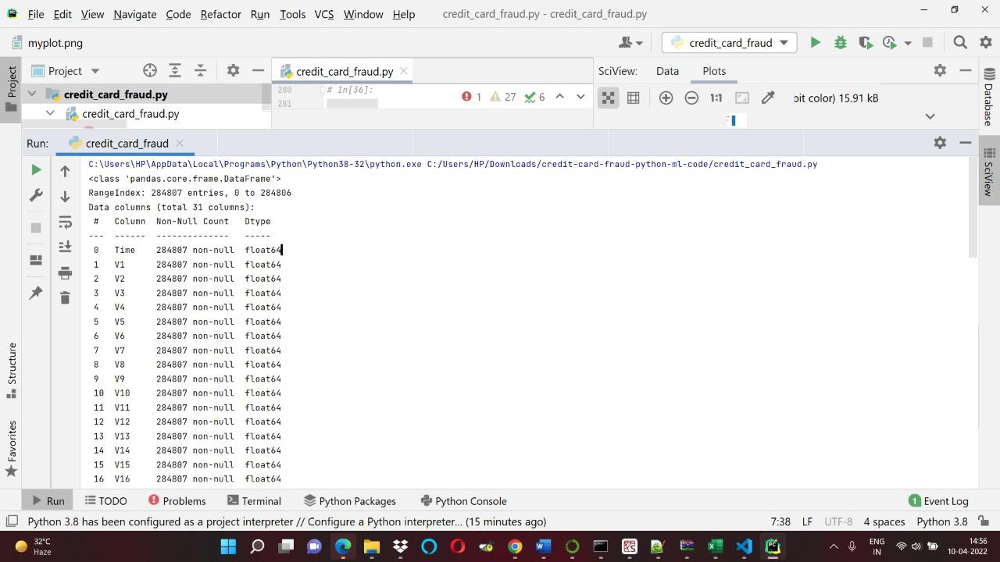 File Edit View Navigate Code Refactor Run Tools VCS Window Help credit_card_fraud.py - credit_card_fraud.py
myplot.png credit_card_fraud
Project credit_card_fraud.py SciView: Data Plots
credit_card_fraud.py 280 # In[36]: 1 27 6 1:1 bit color) 15.91 kB
281
credit_card_fraud.py
Project
Structure
Favorites
Database
SciView
Run: credit_card_fraud
C:\Users\HP\AppData\Local\Programs\Python\Python38-32\python.exe C:/Users/HP/Downloads/credit-card-fraud-python-ml-code/credit_card_fraud.py
<class 'pandas.core.frame.DataFrame'>
RangeIndex: 284807 entries, 0 to 284806
Data columns (total 31 columns):
# Column Non-Null Count Dtype
--- ------ -------------- -----
0 Time 284807 non-null float64
1 V1 284807 non-null float64
2 V2 284807 non-null float64
3 V3 284807 non-null float64
4 V4 284807 non-null float64
5 V5 284807 non-null float64
6 V6 284807 non-null float64
7 V7 284807 non-null float64
8 V8 284807 non-null float64
9 V9 284807 non-null float64
10 V10 284807 non-null float64
11 V11 284807 non-null float64
12 V12 284807 non-null float64
13 V13 284807 non-null float64
14 V14 284807 non-null float64
15 V15 284807 non-null float64
16 V16 284807 non-null float64
Run TODO Problems Terminal Python Packages Python Console 1 Event Log
Python 3.8 has been configured as a project interpreter // Configure a Python interpreter... (15 minutes ago) 7:38 LF UTF-8 4 spaces Python 3.8
32°C ENG 14:56
Haze IN 10-04-2022